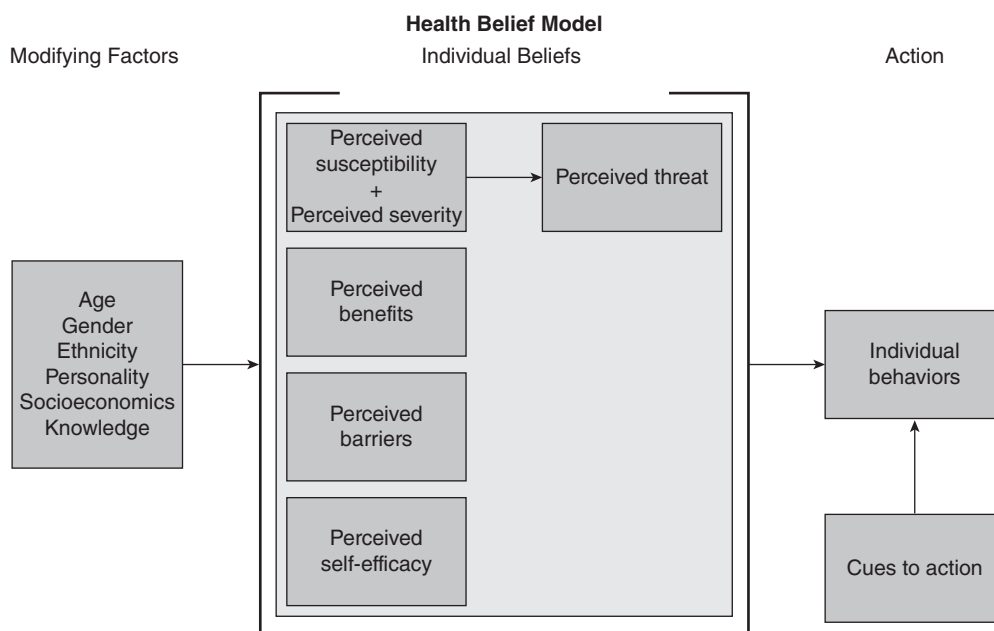 Health Belief Model
Modifying Factors
Individual Beliefs
Action
Perceived
susceptibility
+
Perceived severity
Perceived threat
Perceived
benefits
Age
Gender
Ethnicity
Personality
Socioeconomics
Knowledge
Individual
behaviors
Perceived
barriers
Perceived
self-efficacy
Cues to action